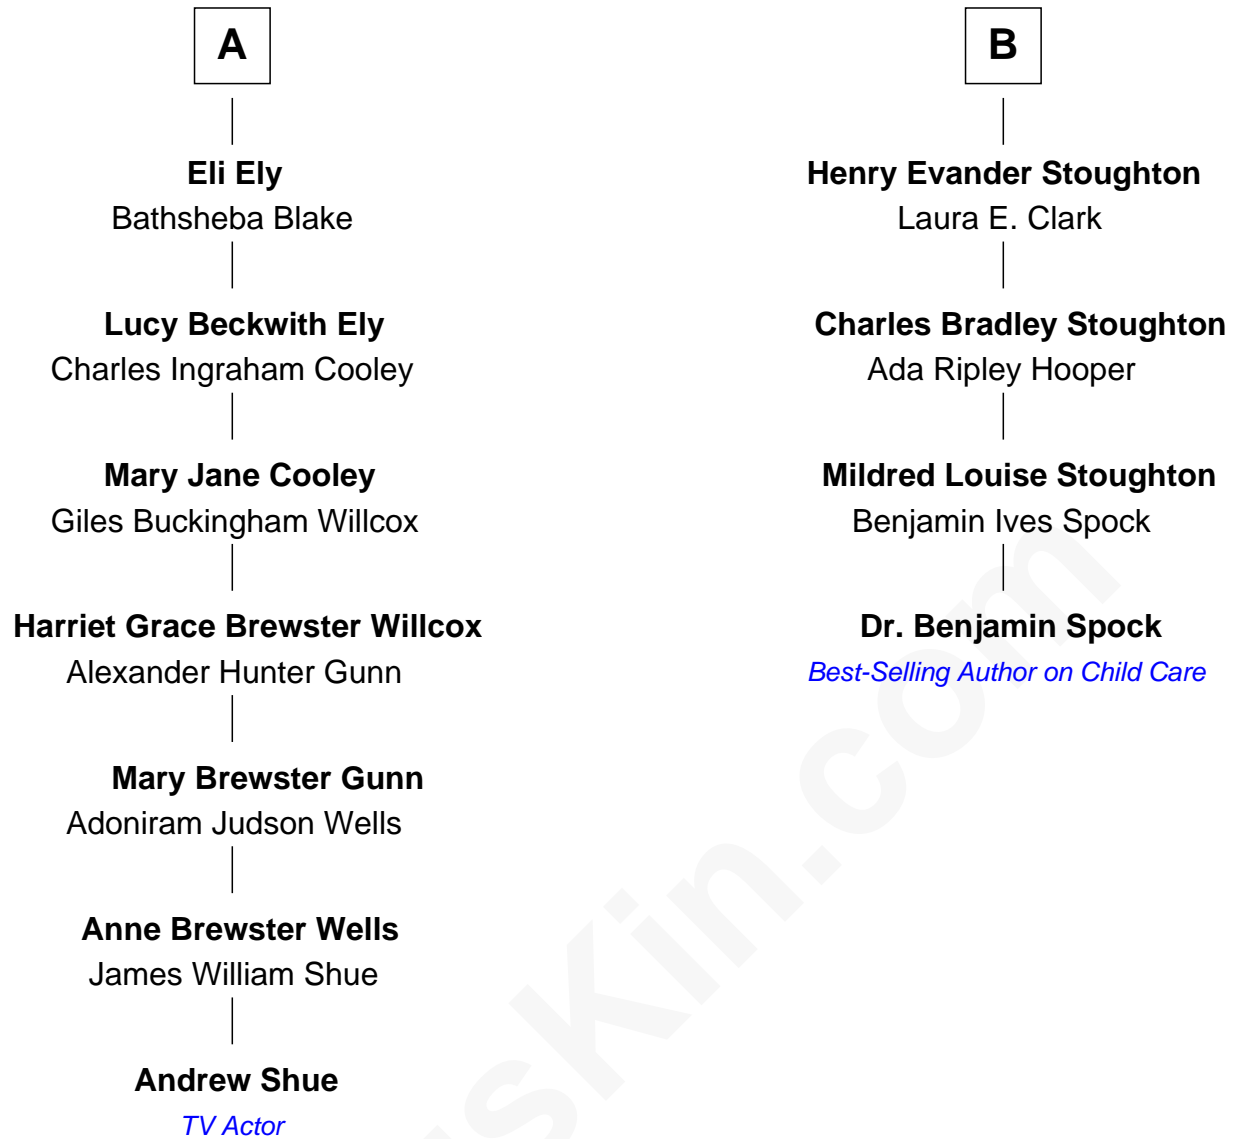 A
Eli Ely
Bathsheba Blake
Lucy Beckwith Ely
Charles Ingraham Cooley
Mary Jane Cooley
Giles Buckingham Willcox
Harriet Grace Brewster Willcox
Alexander Hunter Gunn
Mary Brewster Gunn
Adoniram Judson Wells
Anne Brewster Wells
James William Shue
Andrew Shue
TV Actor
B
Henry Evander Stoughton
Laura E. Clark
Charles Bradley Stoughton
Ada Ripley Hooper
Mildred Louise Stoughton
Benjamin Ives Spock
Dr. Benjamin Spock
Best-Selling Author on Child Care
sKin.com